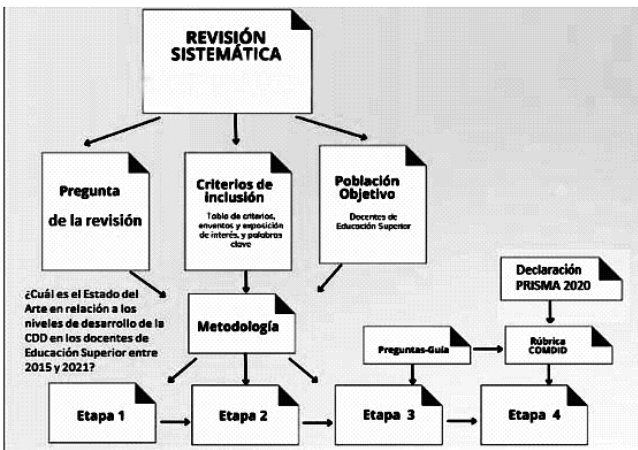 REVISIÓN
SISTEMÁTICA
Pregunta
de la revisión
Criterios de
inclusión
Tabla de criterios,
enventos y exposición
de interés, y palabras
clave
Población
Objetivo
Docentes de
Educación Superior
¿Cuál es el Estado del
Arte en relación a los
niveles de desarrollo de la
CDD en los docentes de
Educación Superior entre
2015 y 2021?
Metodología
Declaración
PRISMA 2020
Preguntas-Guía
Rúbrica
COMDID
Etapa 1
Etapa 2
Etapa 3
Etapa 4